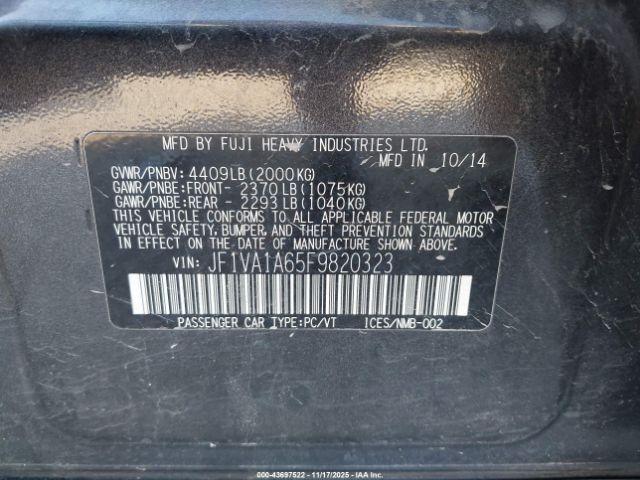 MFD BY FUJI HEAVY INDUSTRIES LTD.
MFD IN 10/14
GVWR/PNBV: 4409LB(2000KG)
GAWR/PNBE:FRONT- 2370LB(1075KG)
GAWR/PNBE:REAR - 2293LB(1040KG)
THIS VEHICLE CONFORMS TO ALL APPLICABLE FEDERAL MOTOR
VEHICLE SAFETY, BUMPER, AND THEFT PREVENTION STANDARDS
IN EFFECT ON THE DATE OF MANUFACTURE SHOWN ABOVE.
VIN: JF1VA1A65F9820323
PASSENGER CAR TYPE:PC/VT ICES/NMB-002
© 43697522 - 11/17/2025 - IAA, Inc.